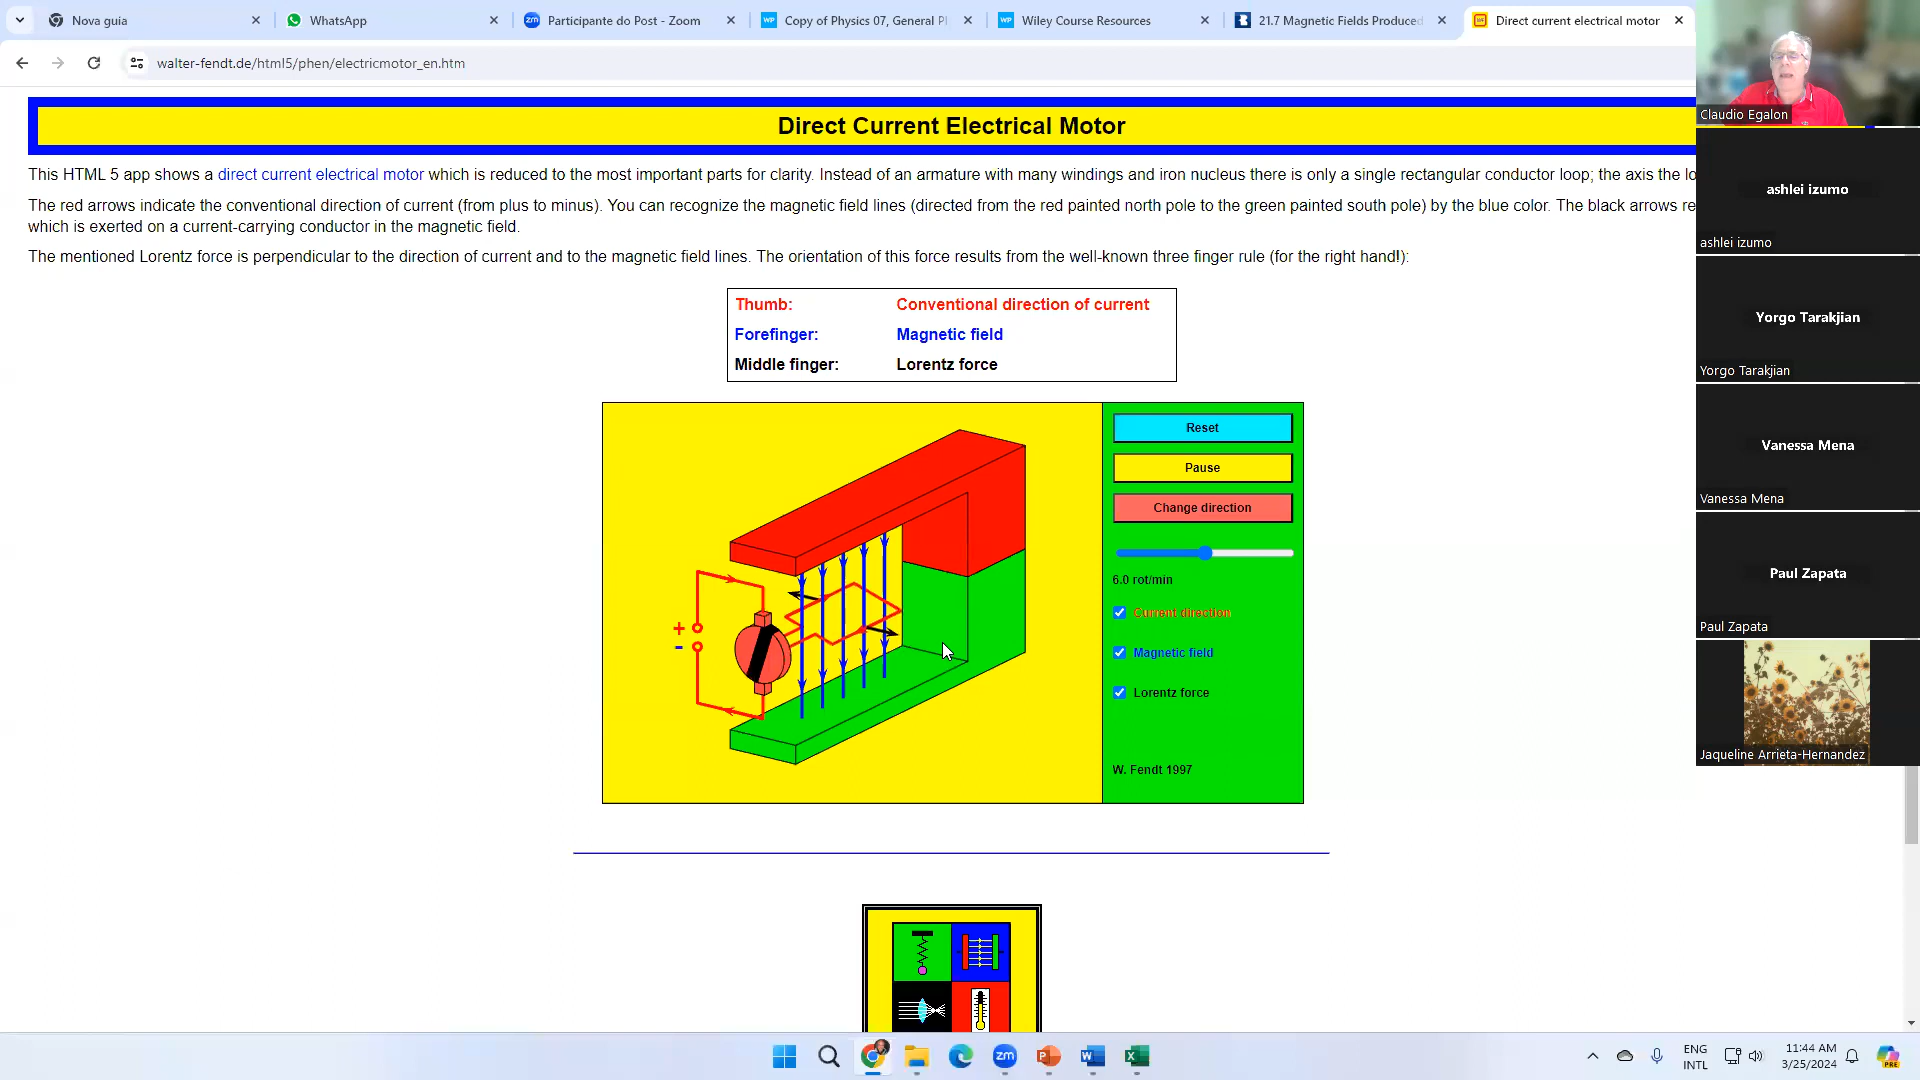 Nova guia
WhatsApp
Participante do Post - Zoom
Copy of Physics 07, General P
Wiley Course Resources
21.7 Magnetic Fields Produced
Direct current electrical motor
walter-fendt.de/html5/phen/electricmotor_en.htm
Direct Current Electrical Motor
This HTML 5 app shows a direct current electrical motor which is reduced to the most important parts for clarity. Instead of an armature with many windings and iron nucleus there is only a single rectangular conductor loop; the axis the lo
The red arrows indicate the conventional direction of current (from plus to minus). You can recognize the magnetic field lines (directed from the red painted north pole to the green painted south pole) by the blue color. The black arrows re
which is exerted on a current-carrying conductor in the magnetic field.
The mentioned Lorentz force is perpendicular to the direction of current and to the magnetic field lines. The orientation of this force results from the well-known three finger rule (for the right hand!):
Thumb: Conventional direction of current
Forefinger: Magnetic field
Middle finger: Lorentz force
Reset
Pause
Change direction
6.0 rot/min
Current direction
Magnetic field
Lorentz force
W. Fendt 1997
+
-
Claudio Egalon
ashlei izumo
ashlei izumo
Yorgo Tarakjian
Yorgo Tarakjian
Vanessa Mena
Vanessa Mena
Paul Zapata
Paul Zapata
Jaqueline Arrieta-Hernandez
ENG
INTL
11:44 AM
3/25/2024